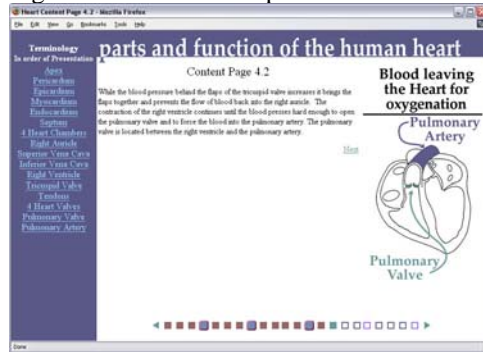 Heart Content Page 4.2 - Mozilla Firefox
File Edit View Go Bookmarks Tools Help
parts and function of the human heart
Terminology
In order of Presentation
Apex
Pericardium
Epicardium
Myocardium
Endocardium
Septum
4 Heart Chambers
Right Auricle
Superior Vena Cava
Inferior Vena Cava
Right Ventricle
Tricuspid Valve
Tendons
4 Heart Valves
Pulmonary Valve
Pulmonary Artery
Content Page 4.2
While the blood pressure behind the flaps of the tricuspid valve increases it brings the
flaps together and prevents the flow of blood back into the right auricle. The
contraction of the right ventricle continues until the blood presses hard enough to open
the pulmonary valve and to force the blood into the pulmonary artery. The pulmonary
valve is located between the right ventricle and the pulmonary artery.
Next
Blood leaving
the Heart for
oxygenation
Pulmonary
Artery
Pulmonary
Valve
Done